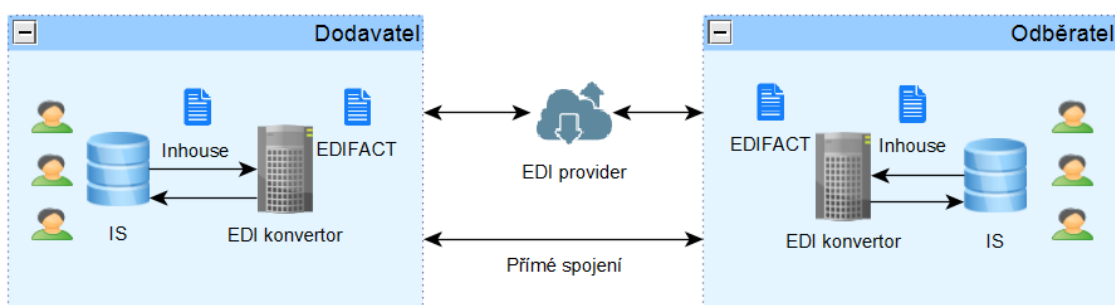 Dodavatel
Odběratel
Inhouse
EDIFACT
IS
EDI konvertor
EDI provider
Přímé spojení
EDIFACT
Inhouse
EDI konvertor
IS